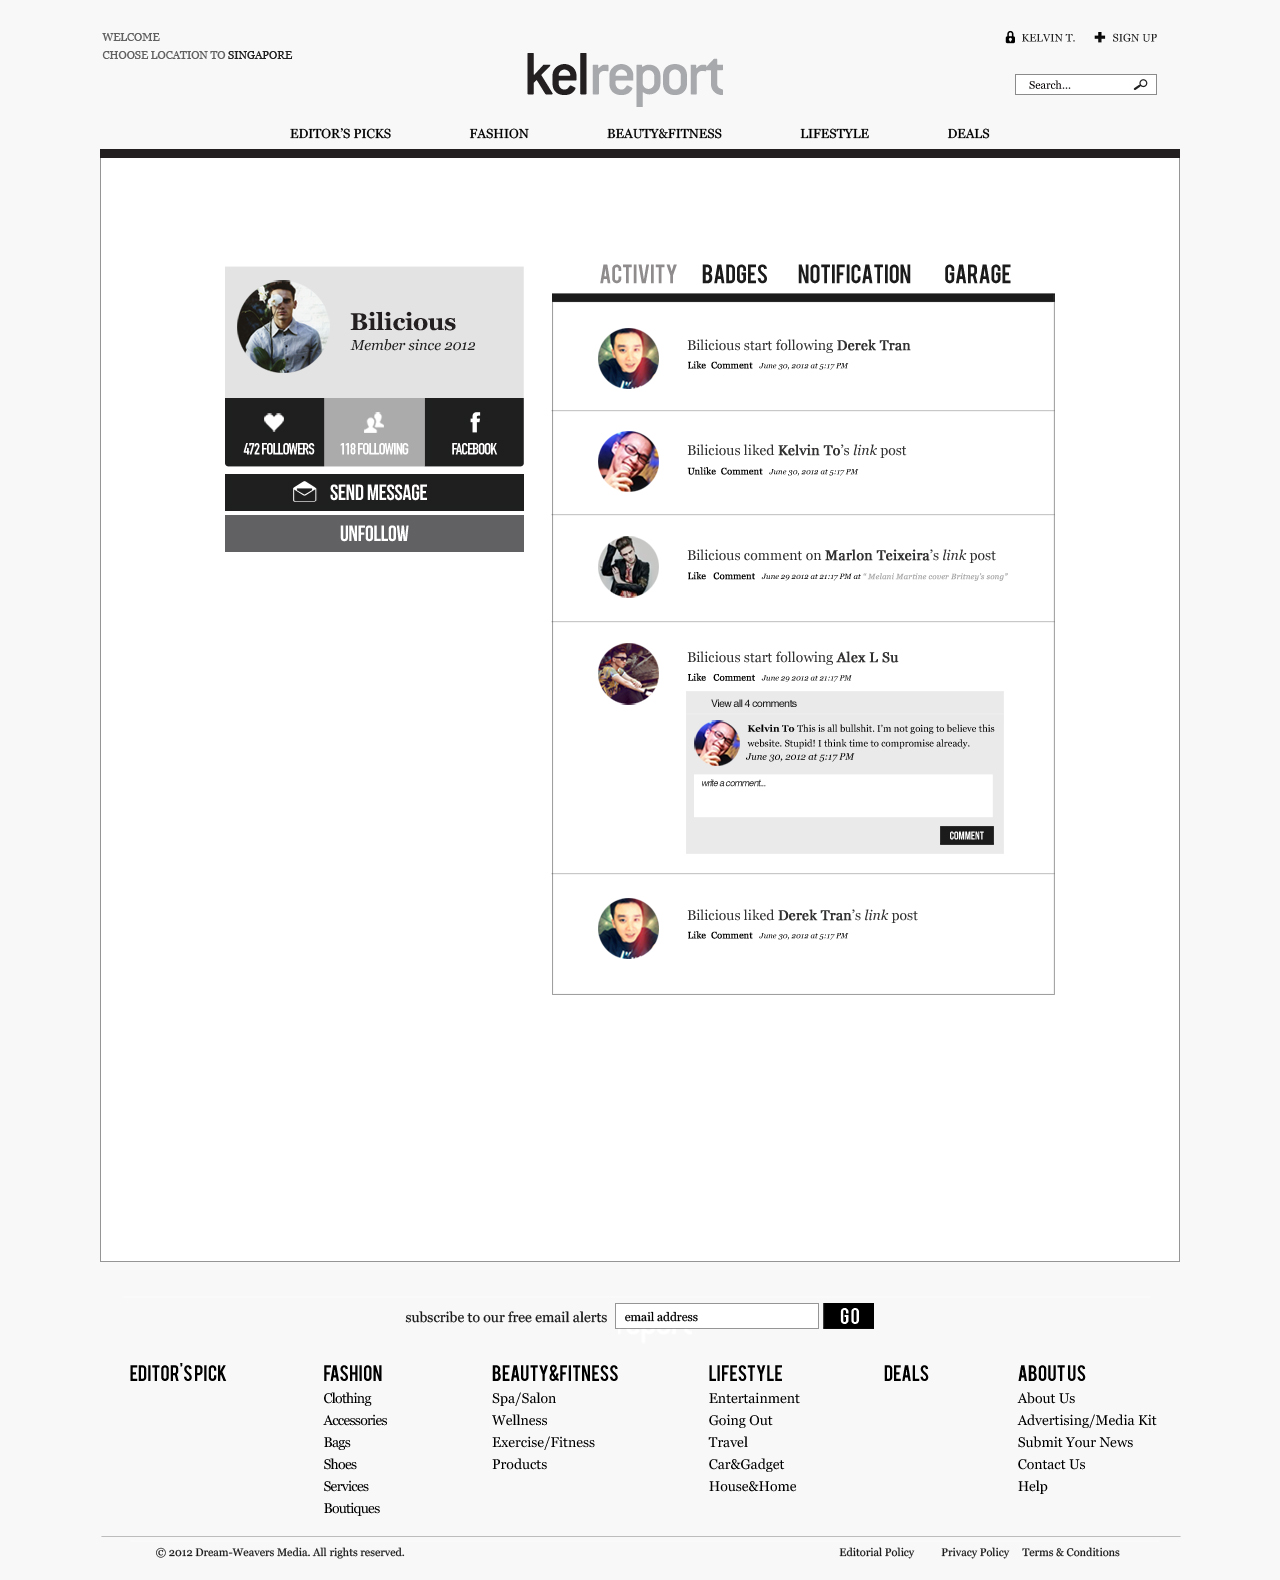 WELCOME
CHOOSE LOCATION TO SINGAPORE
KELVIN T.
SIGN UP
kelreport
Search...
EDITOR'S PICKS
FASHION
BEAUTY&FITNESS
LIFESTYLE
DEALS
Bilicious
Member since 2012
472 FOLLOWERS
118 FOLLOWING
FACEBOOK
SEND MESSAGE
UNFOLLOW
ACTIVITY
BADGES
NOTIFICATION
GARAGE
Bilicious start following Derek Tran
Like Comment June 30, 2012 at 5:17 PM
Bilicious liked Kelvin To's link post
Unlike Comment June 30, 2012 at 5:17 PM
Bilicious comment on Marlon Teixeira's link post
Like Comment June 29 2012 at 21:17 PM at " Melani Martine cover Britney's song"
Bilicious start following Alex L Su
Like Comment June 29 2012 at 21:17 PM
View all 4 comments
Kelvin To This is all bullshit. I'm not going to believe this
website. Stupid! I think time to compromise already.
June 30, 2012 at 5:17 PM
write a comment...
COMMENT
Bilicious liked Derek Tran's link post
Like Comment June 30, 2012 at 5:17 PM
subscribe to our free email alerts
email address
GO
report
EDITOR'S PICK
FASHION
Clothing
Accessories
Bags
Shoes
Services
Boutiques
BEAUTY&FITNESS
Spa/Salon
Wellness
Exercise/Fitness
Products
LIFESTYLE
Entertainment
Going Out
Travel
Car&Gadget
House&Home
DEALS
ABOUT US
About Us
Advertising/Media Kit
Submit Your News
Contact Us
Help
© 2012 Dream-Weavers Media. All rights reserved.
Editorial Policy
Privacy Policy
Terms & Conditions